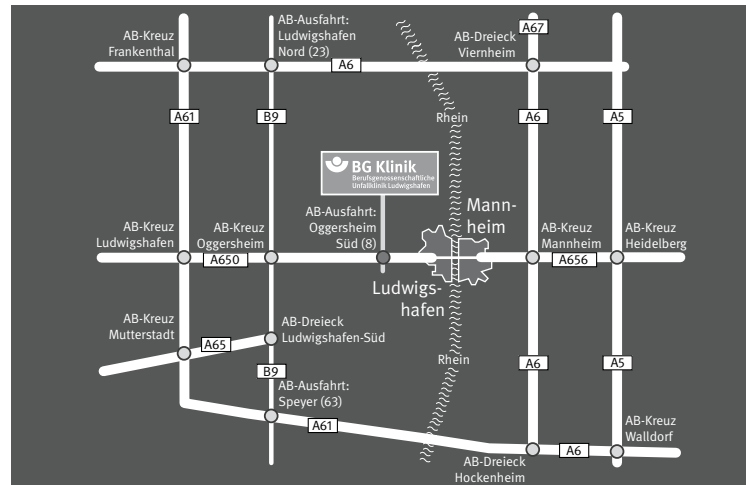 AB-Kreuz
Frankenthal
AB-Ausfahrt:
Ludwigshafen
Nord (23)
AB-Dreieck
Viernheim
A67
A6
A61
B9
Rhein
A6
A5
BG Klinik
Berufsgenossenschaftliche
Unfallklinik Ludwigshafen
AB-Kreuz
Ludwigshafen
AB-Kreuz
Oggersheim
AB-Ausfahrt:
Oggersheim
Süd (8)
Mann-
heim
AB-Kreuz
Mannheim
AB-Kreuz
Heidelberg
A650
A656
Ludwigs-
hafen
AB-Kreuz
Mutterstadt
A65
AB-Dreieck
Ludwigshafen-Süd
Rhein
A6
A5
B9
AB-Ausfahrt:
Speyer (63)
A61
AB-Dreieck
Hockenheim
A6
AB-Kreuz
Walldorf